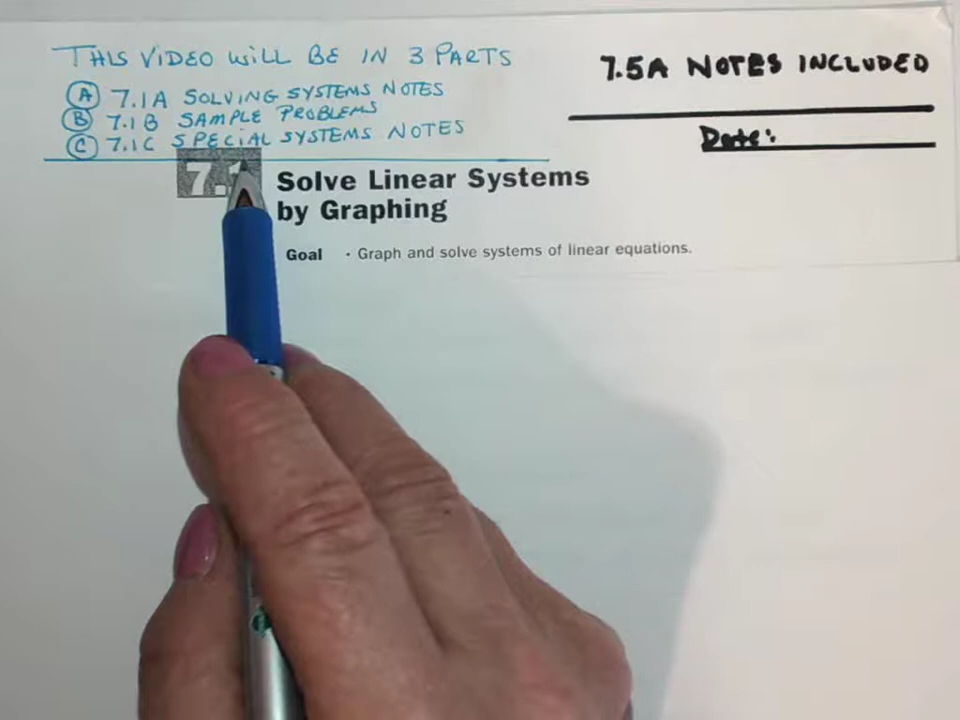 THIS VIDEO WILL BE IN 3 PARTS
A 7.1A SOLVING SYSTEMS NOTES
B 7.1B SAMPLE PROBLEMS
C 7.1C SPECIAL SYSTEMS NOTES
7.5A NOTES INCLUDED
Date:
7.1 Solve Linear Systems
by Graphing
Goal · Graph and solve systems of linear equations.